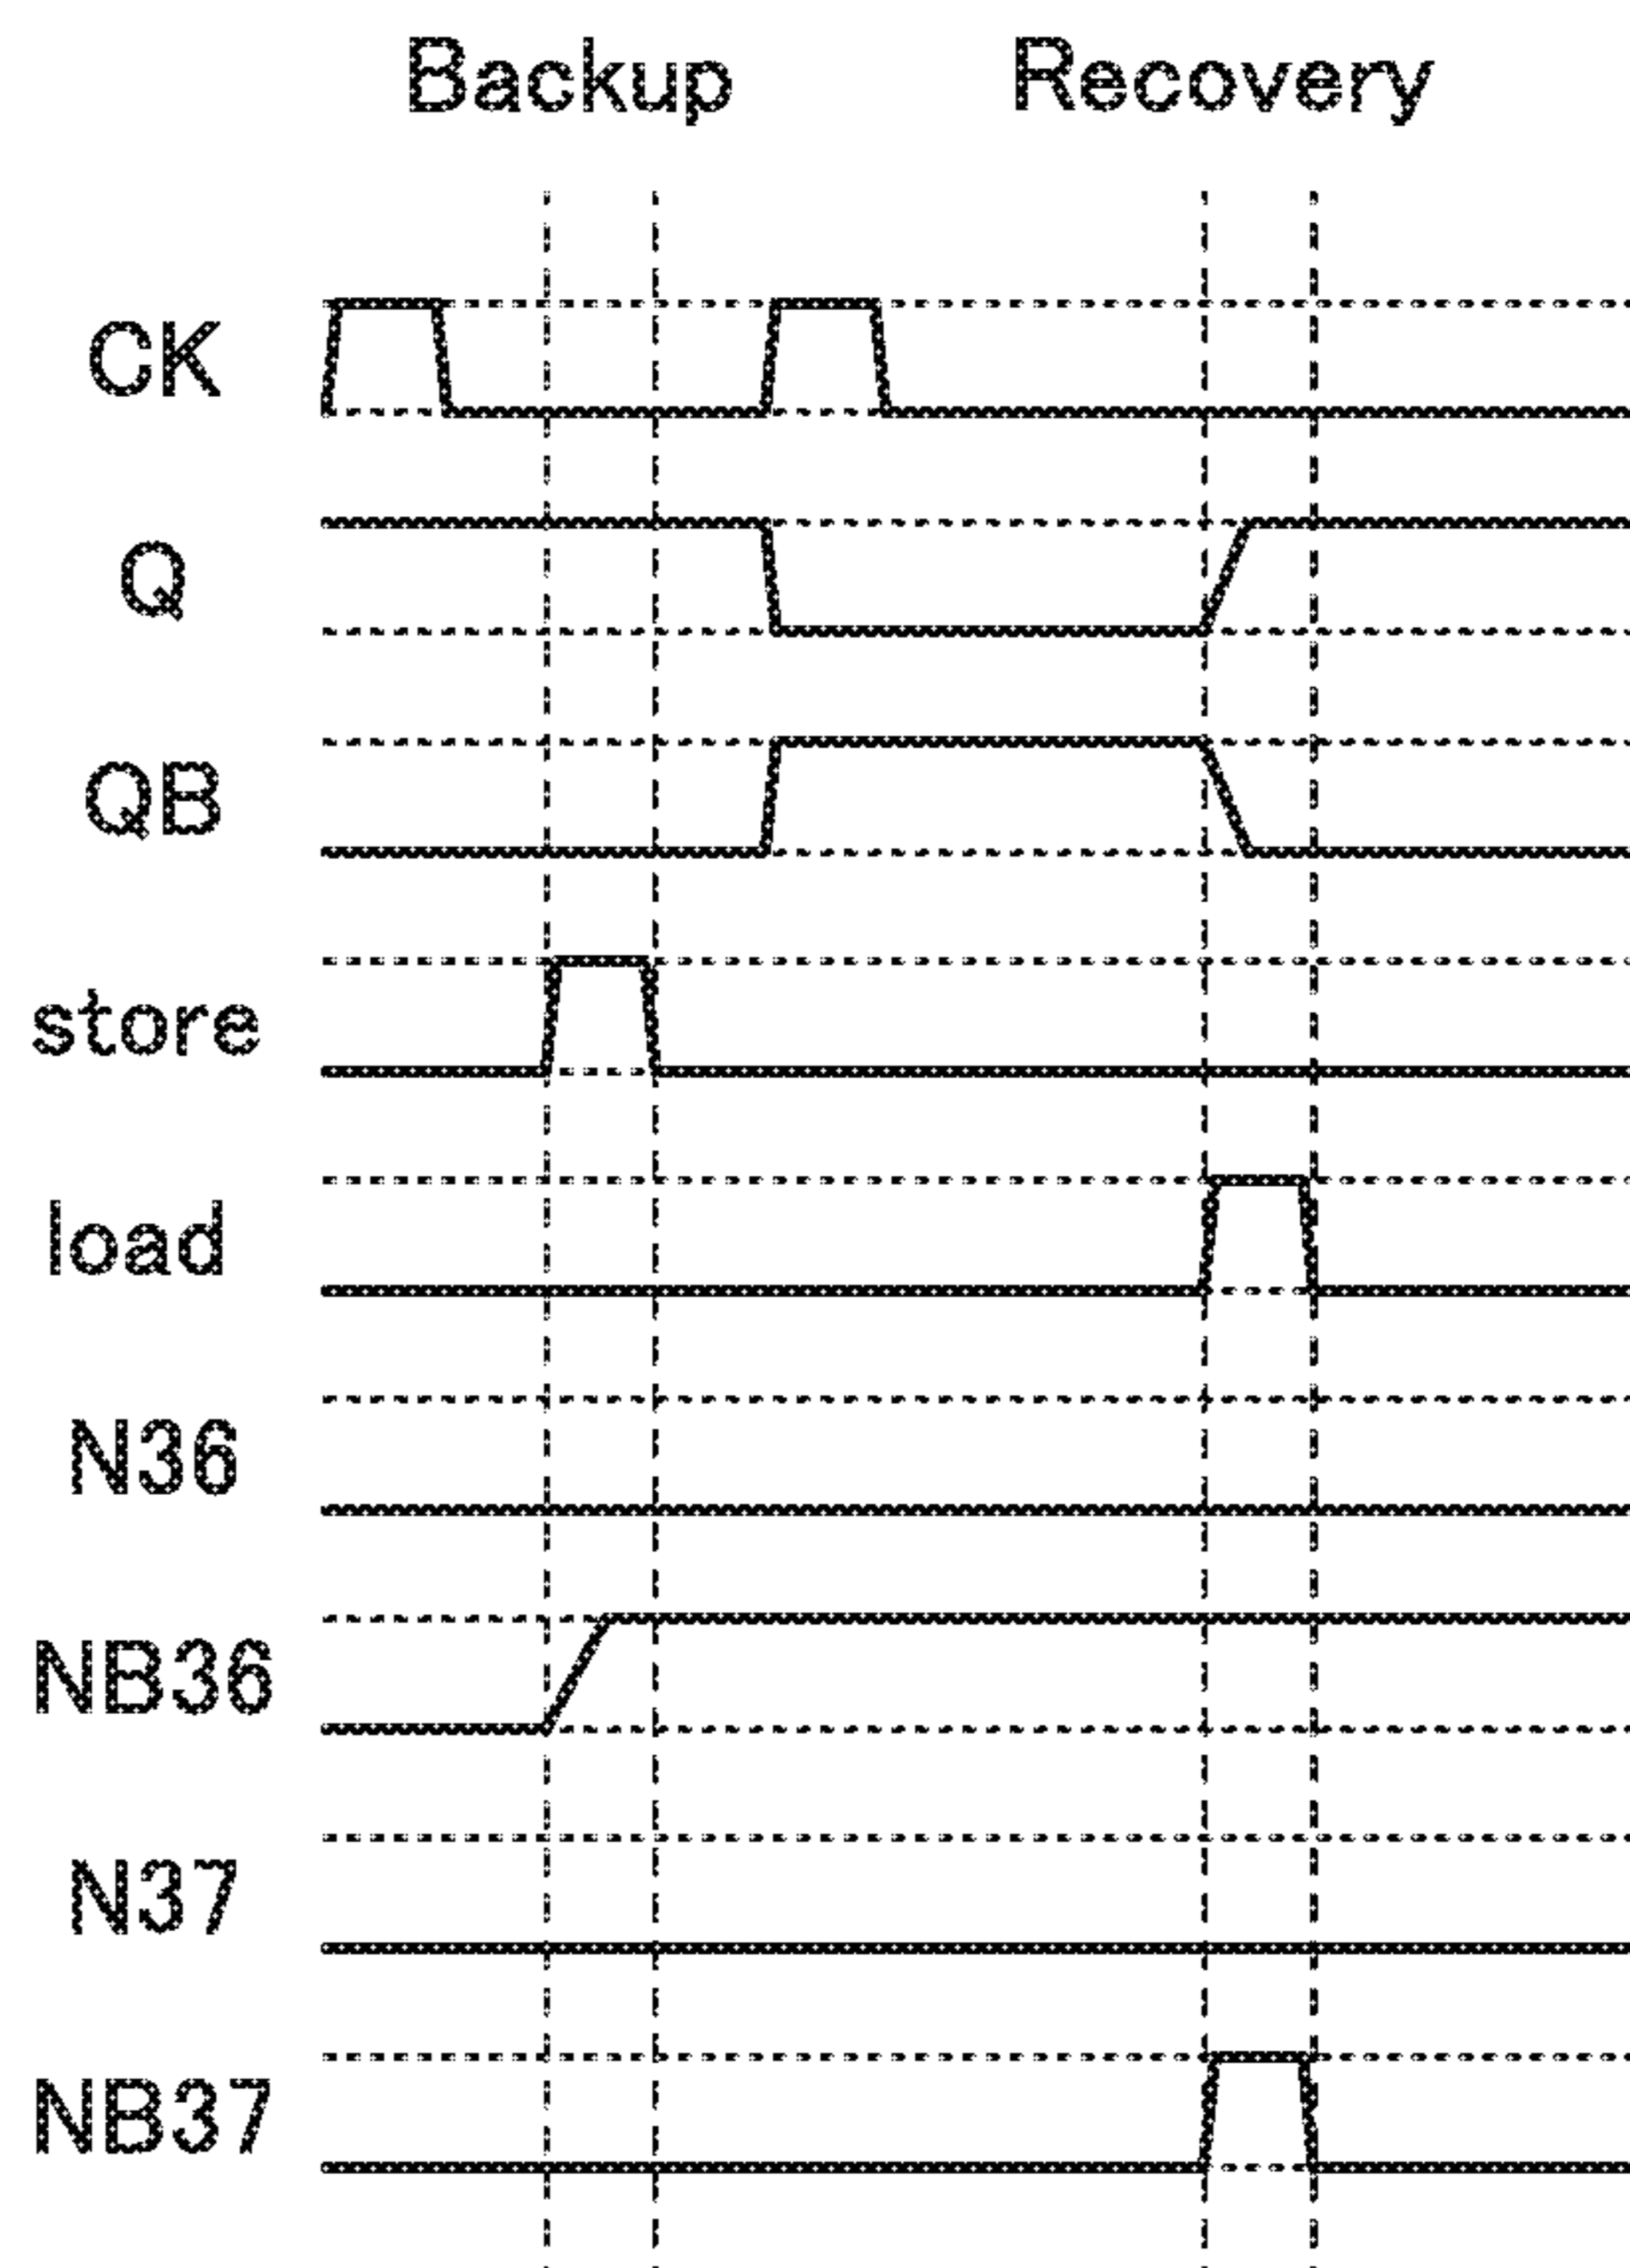 Backup Recovery
CK
Q
QB
store
load
N36
NB36
N37
NB37